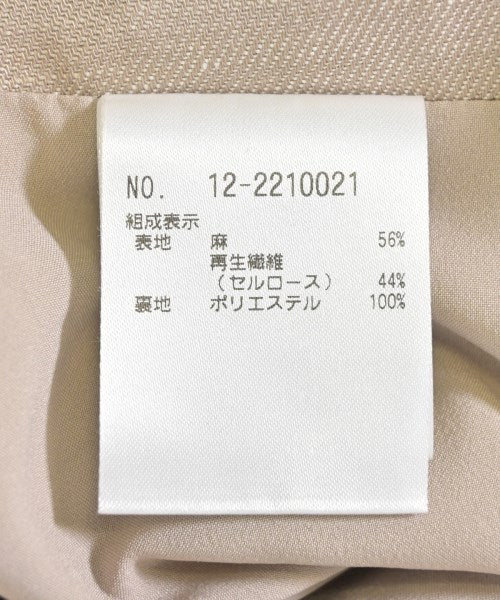 NO. 12-2210021
組成表示
表地 麻 56%
再生繊維
(セルロース) 44%
裏地 ポリエステル 100%